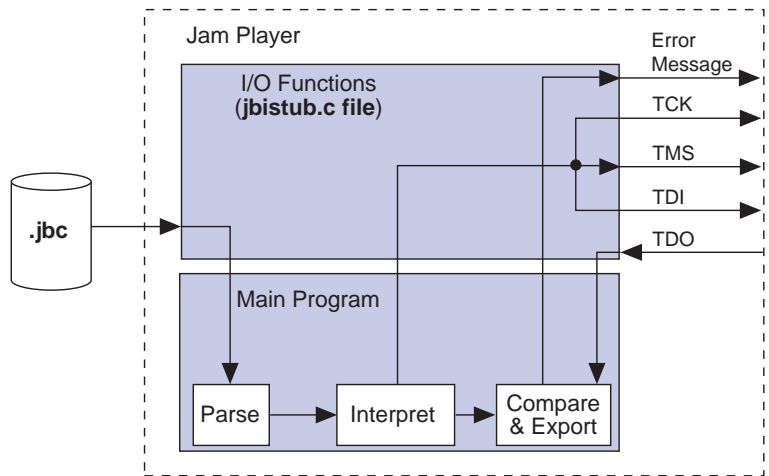 Jam Player
I/O Functions
(jbistub.c file)
Error
Message
TCK
TMS
TDI
TDO
.jbc
Main Program
Parse
Interpret
Compare
& Export